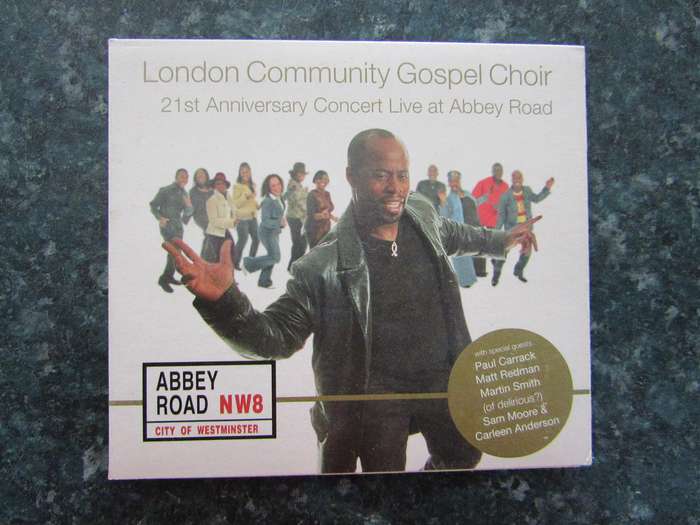 London Community Gospel Choir
21st Anniversary Concert Live at Abbey Road
ABBEY
ROAD NW8
CITY OF WESTMINSTER
with special guests
Paul Carrack
Matt Redman
Martin Smith
(of delirious?)
Sam Moore &
Carleen Anderson